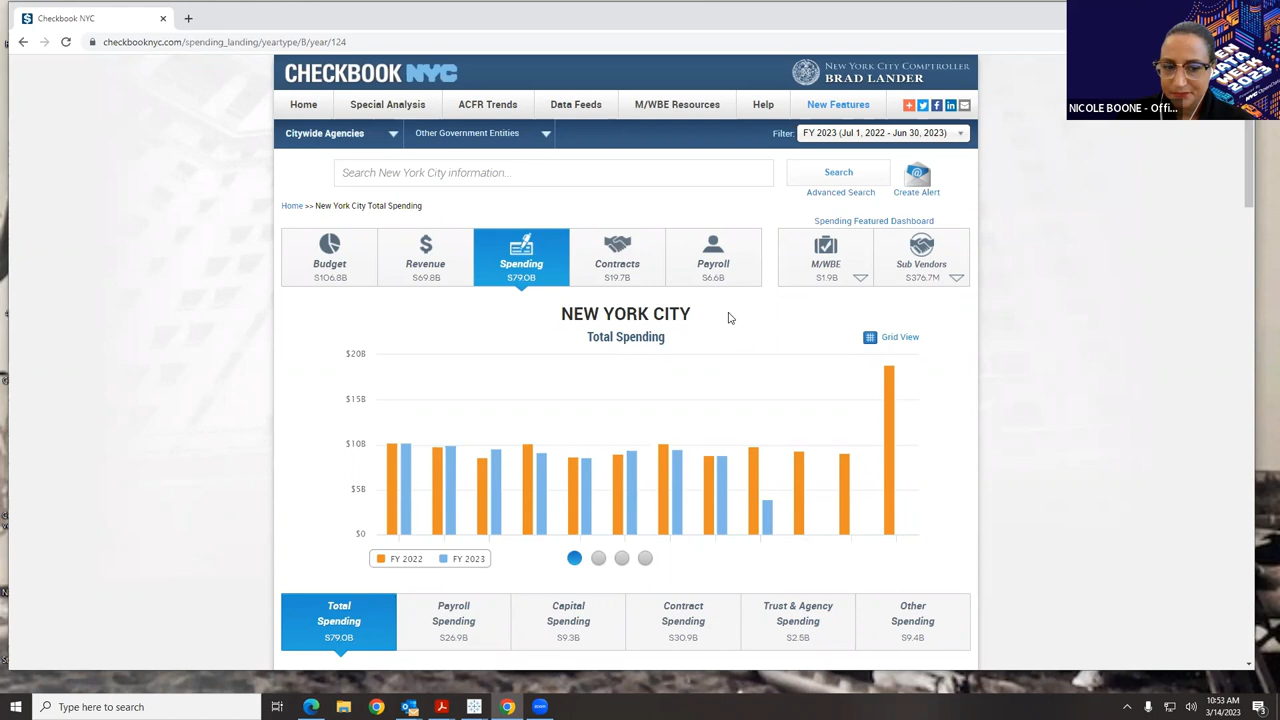 Checkbook NYC
checkbooknyc.com/spending_landing/yeartype/B/year/124
CHECKBOOK NYC
NEW YORK CITY COMPTROLLER
BRAD LANDER
Home
Special Analysis
ACFR Trends
Data Feeds
M/WBE Resources
Help
New Features
Citywide Agencies
Other Government Entities
Filter:
FY 2023 (Jul 1, 2022 - Jun 30, 2023)
Search New York City information...
Search
Advanced Search
Create Alert
Home >> New York City Total Spending
Spending Featured Dashboard
Budget
$106.8B
Revenue
$69.8B
Spending
$79.0B
Contracts
$19.7B
Payroll
$6.6B
M/WBE
$1.9B
Sub Vendors
$376.7M
NEW YORK CITY
Total Spending
Grid View
$20B
$15B
$10B
$5B
$0
FY 2022
FY 2023
Total
Spending
$79.0B
Payroll
Spending
$26.9B
Capital
Spending
$9.3B
Contract
Spending
$30.9B
Trust & Agency
Spending
$2.5B
Other
Spending
$9.4B
NICOLE BOONE - Offi...
DATA
WEEK
2023
Type here to search
10:53 AM
3/14/2023